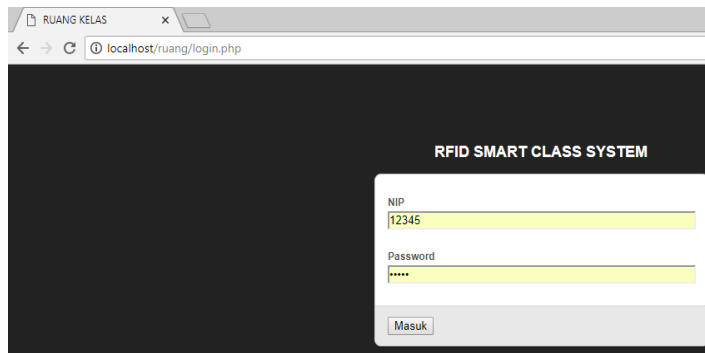 RUANG KELAS
localhost/ruang/login.php
RFID SMART CLASS SYSTEM
NIP
12345
Password
•••••
Masuk